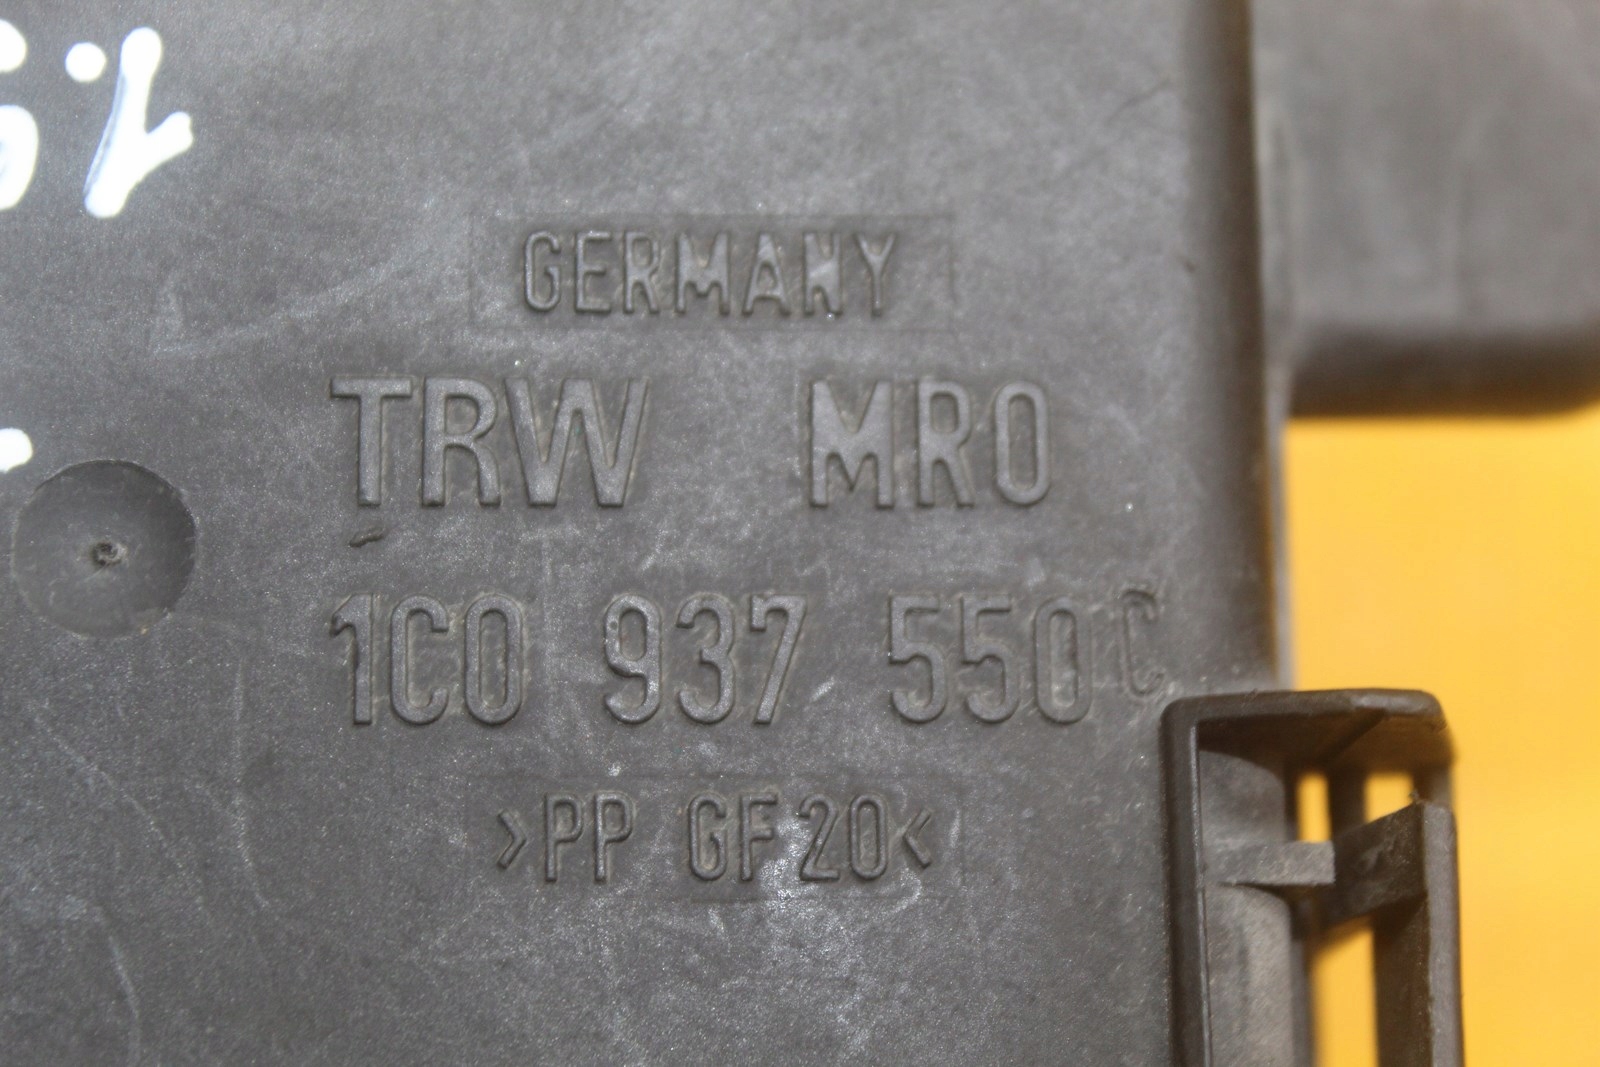 GERMANY
TRW MRO
1C0 937 550 C
>PP GF20<